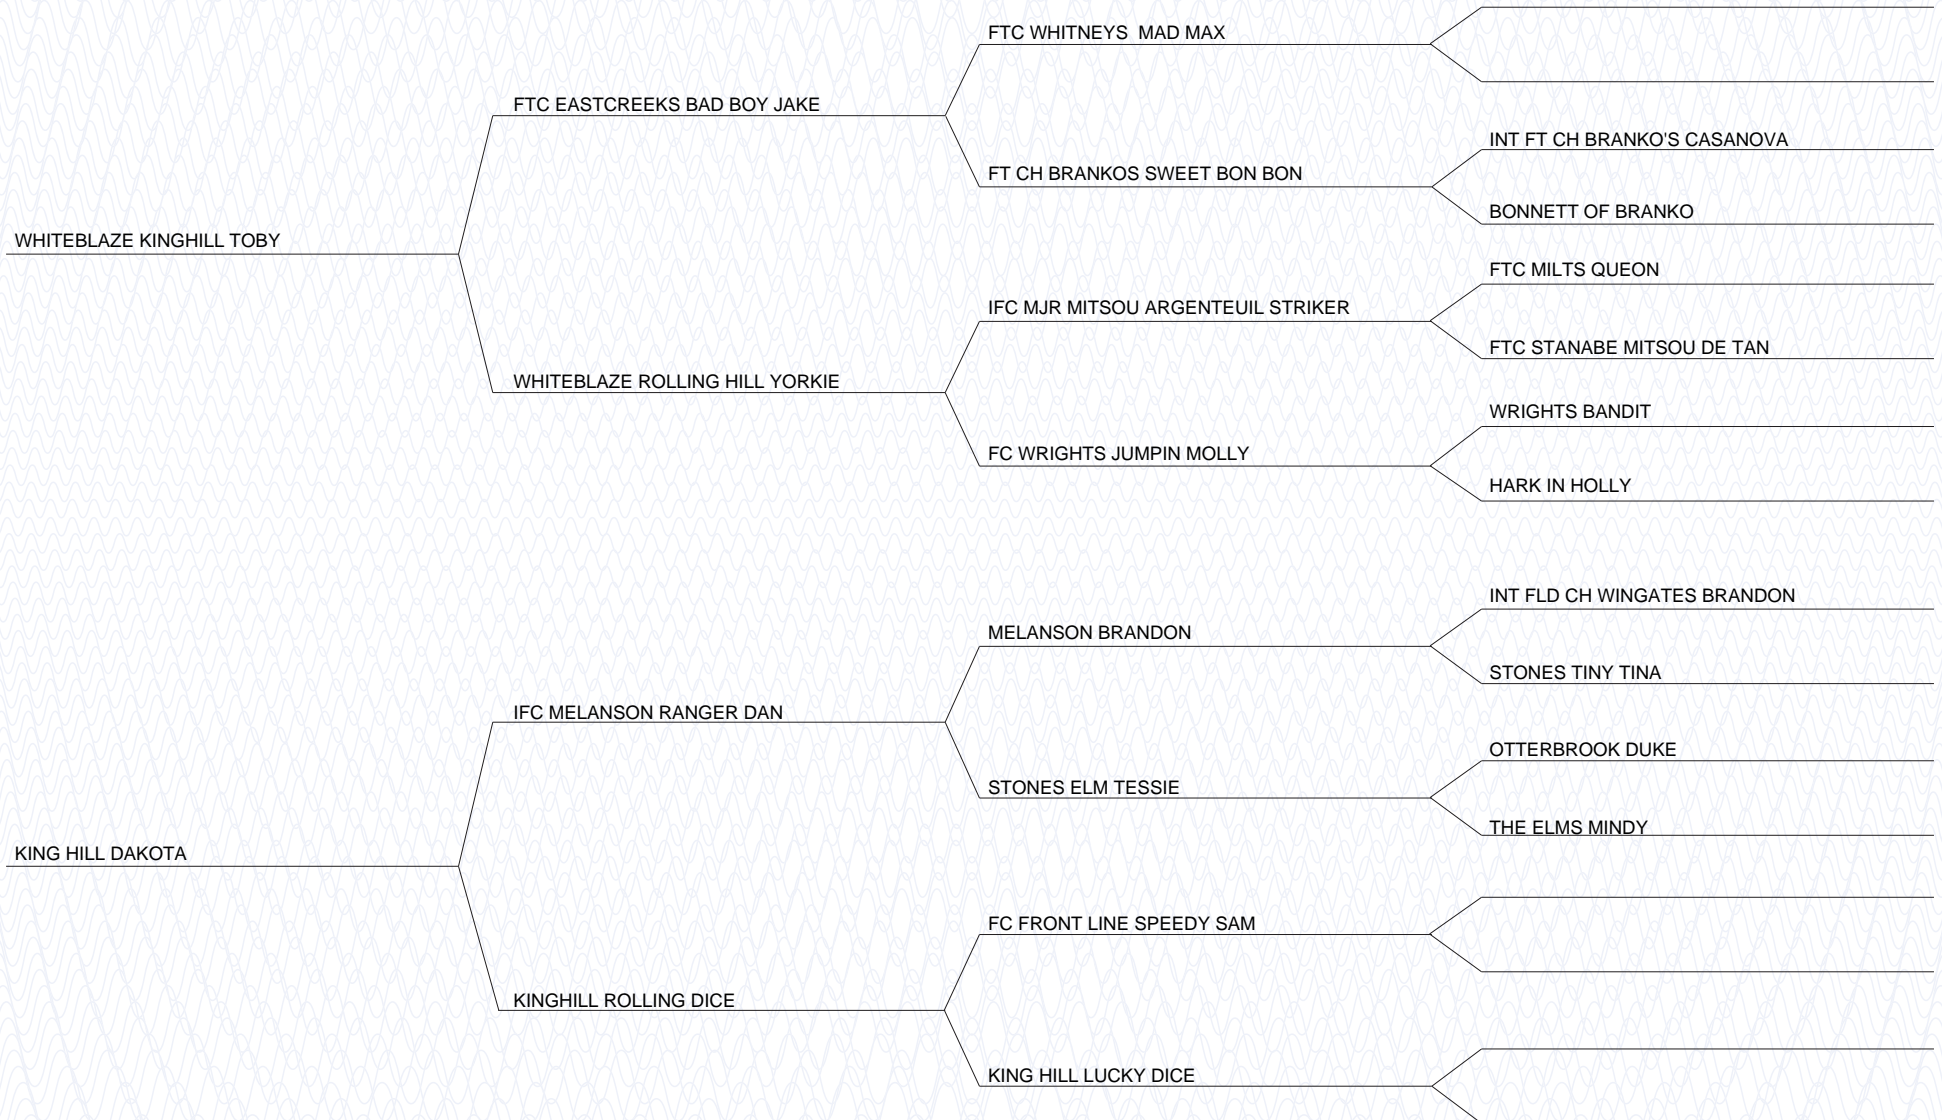 FTC WHITNEYS  MAD MAX
FTC EASTCREEKS BAD BOY JAKE
INT FT CH BRANKO'S CASANOVA
FT CH BRANKOS SWEET BON BON
BONNETT OF BRANKO
WHITEBLAZE KINGHILL TOBY
FTC MILTS QUEON
IFC MJR MITSOU ARGENTEUIL STRIKER
FTC STANABE MITSOU DE TAN
WHITEBLAZE ROLLING HILL YORKIE
WRIGHTS BANDIT
FC WRIGHTS JUMPIN MOLLY
HARK IN HOLLY
INT FLD CH WINGATES BRANDON
MELANSON BRANDON
STONES TINY TINA
IFC MELANSON RANGER DAN
OTTERBROOK DUKE
STONES ELM TESSIE
THE ELMS MINDY
KING HILL DAKOTA
FC FRONT LINE SPEEDY SAM
KINGHILL ROLLING DICE
KING HILL LUCKY DICE